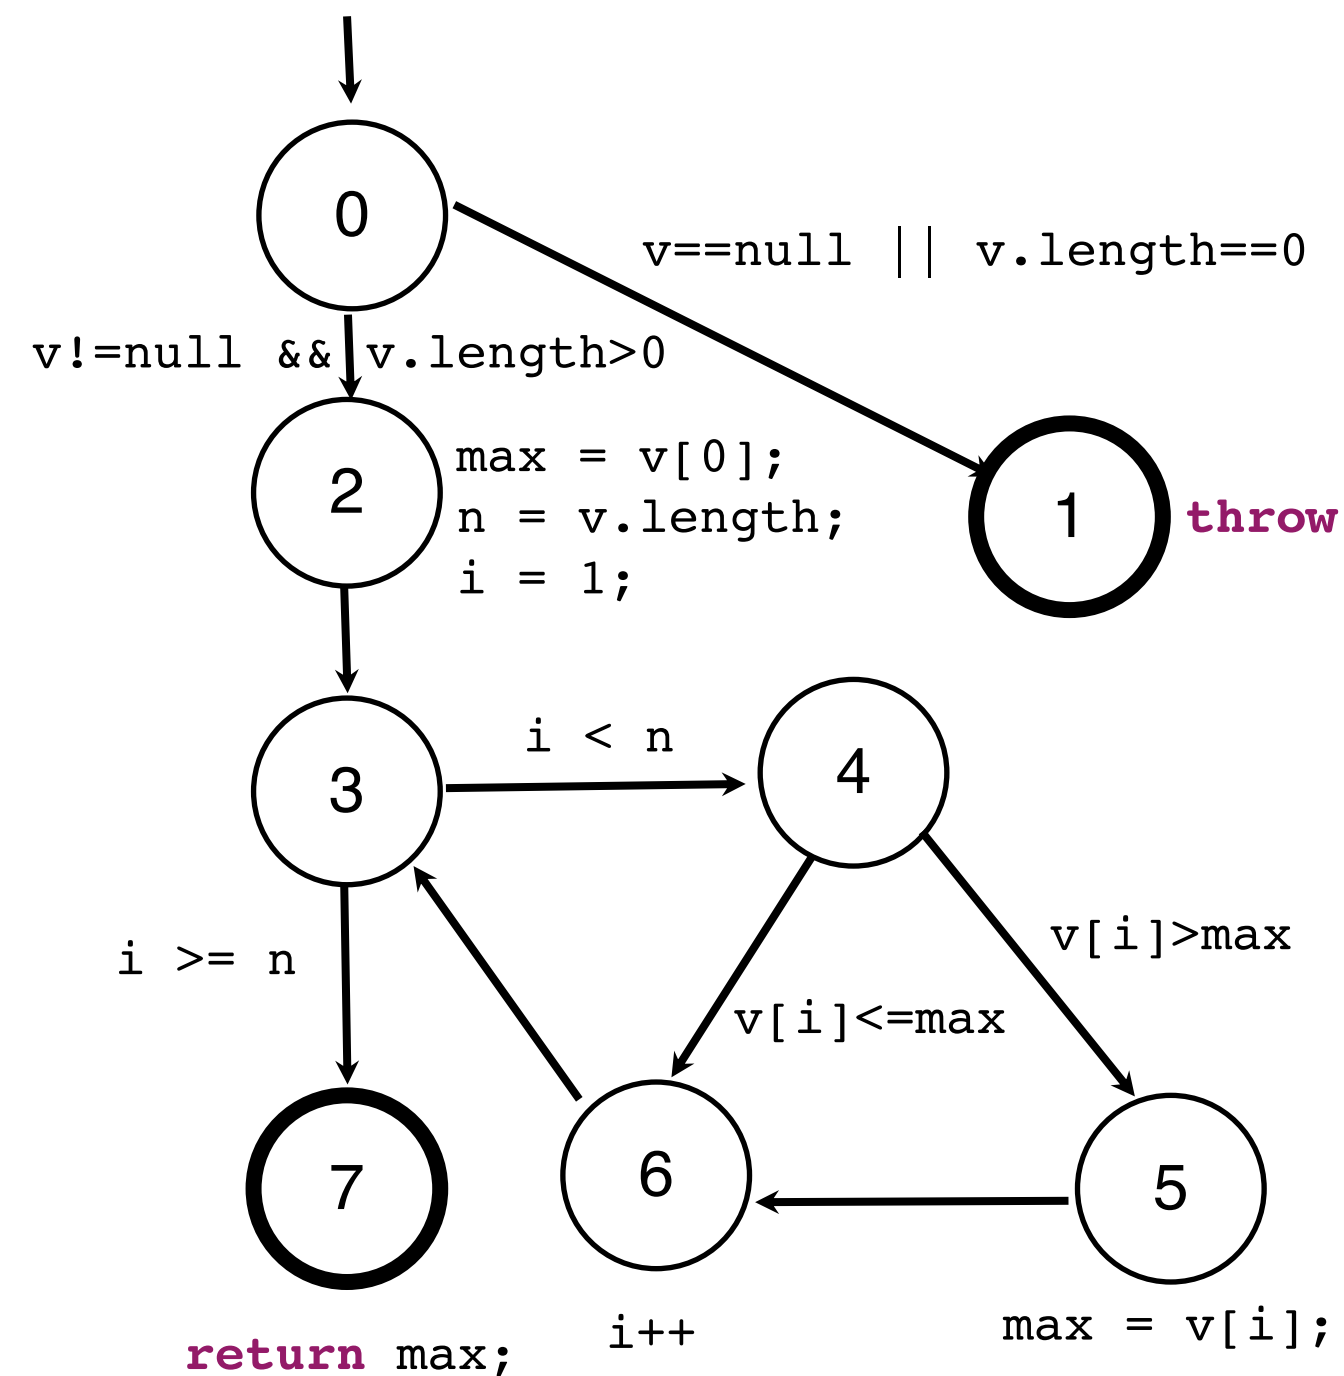 0
v==null || v.length==0
v!=null && v.length>0
2
max = v[0];
n = v.length;
i = 1;
1
throw
3
i < n
4
i >= n
v[i]>max
v[i]<=max
7
6
5
return max;
i++
max = v[i];